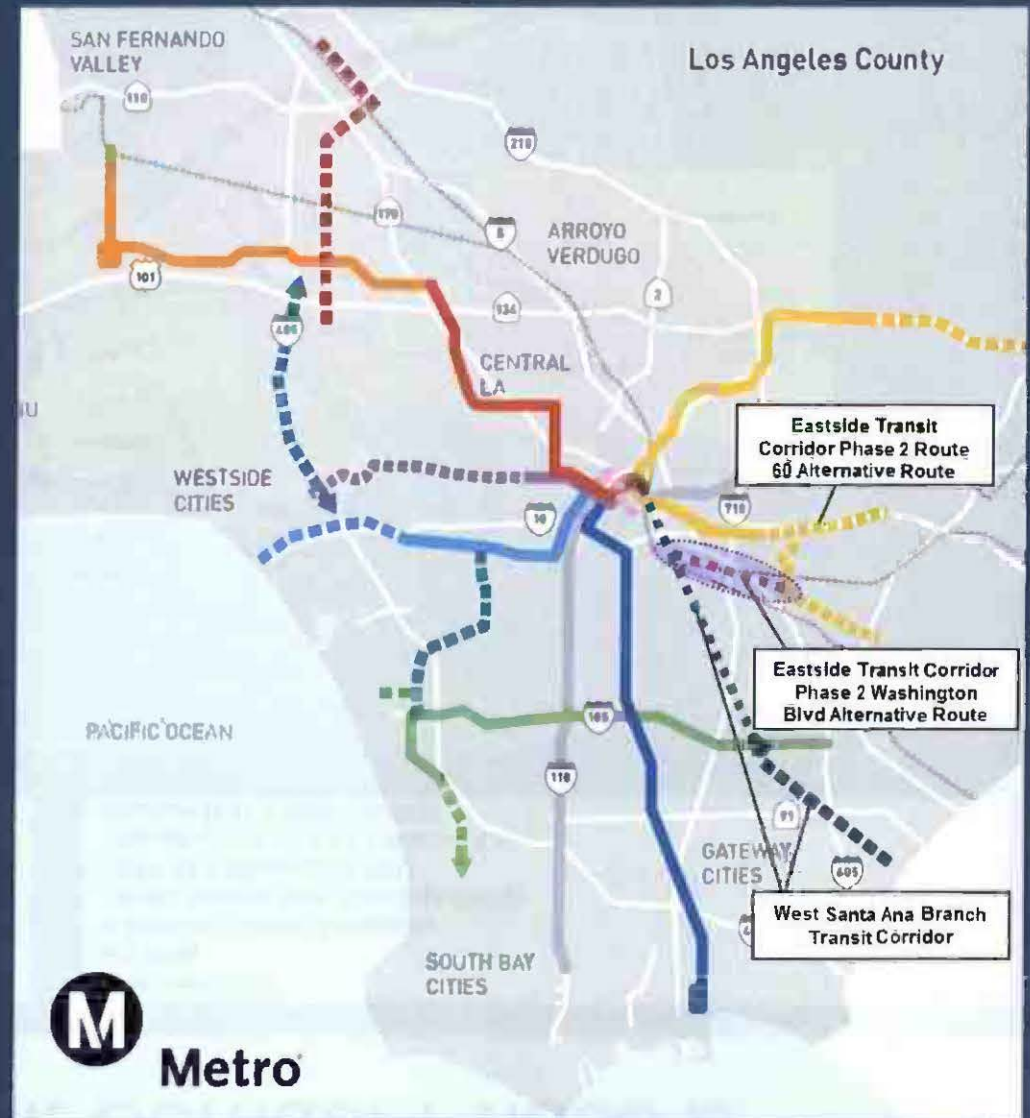 SAN FERNANDO
VALLEY
Los Angeles County
118
210
170
5
ARROYO
VERDUGO
101
2
134
405
CENTRAL
LA
Eastside Transit
Corridor Phase 2 Route
60 Alternative Route
WESTSIDE
CITIES
10
710
Eastside Transit Corridor
Phase 2 Washington
Blvd Alternative Route
PACIFIC OCEAN
105
110
91
GATEWAY
CITIES
605
West Santa Ana Branch
Transit Corridor
SOUTH BAY
CITIES
M
Metro